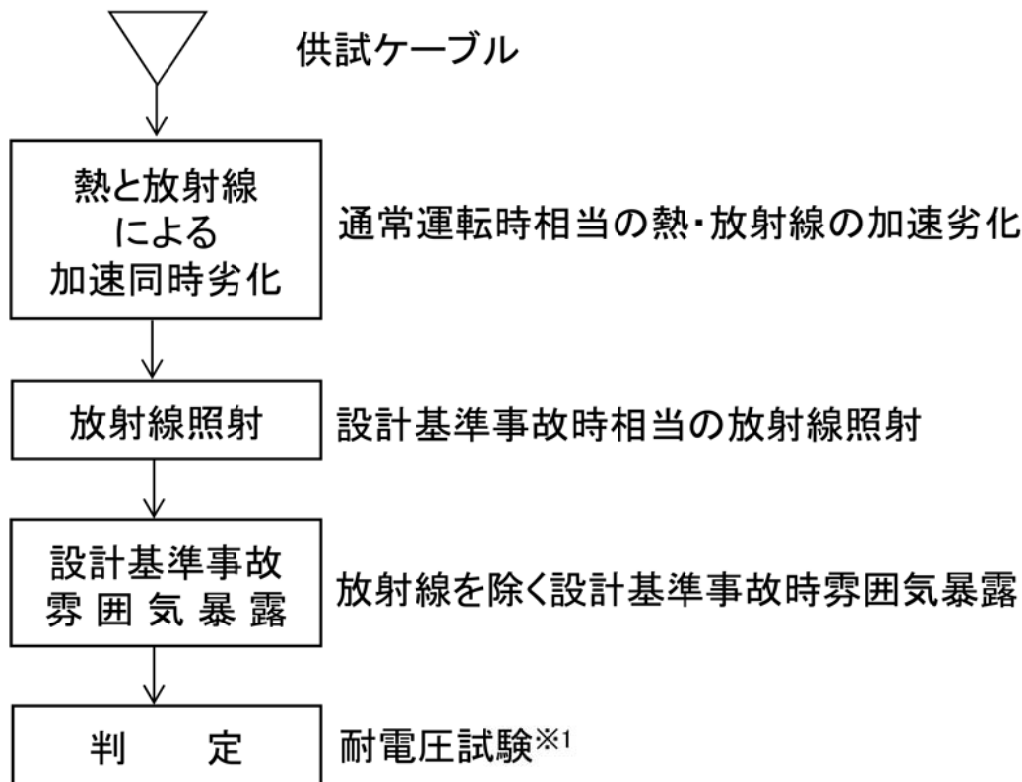 供試ケーブル
熱と放射線
による
加速同時劣化
通常運転時相当の熱・放射線の加速劣化
放射線照射
設計基準事故時相当の放射線照射
設計基準事故
雰囲気暴露
放射線を除く設計基準事故時雰囲気暴露
判定
耐電圧試験※1